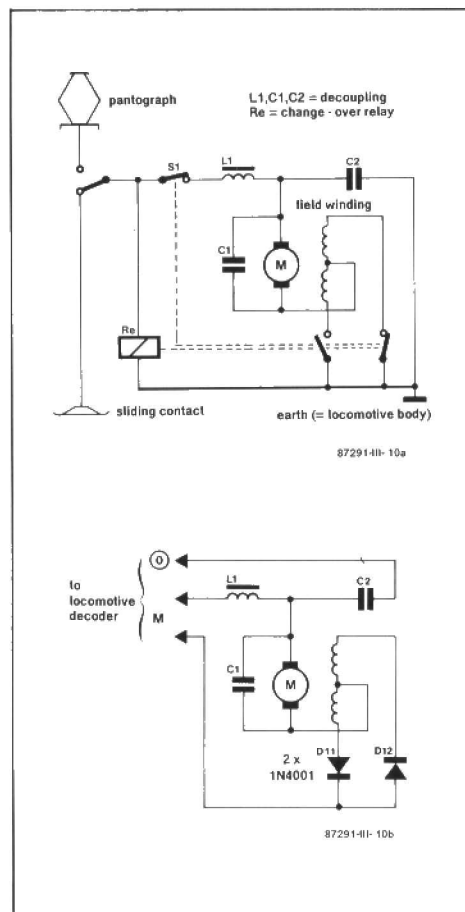 pantograph
L1,C1,C2 = decoupling
Re = change - over relay
S1
L1
C2
field winding
C1
M
Re
sliding contact
earth (= locomotive body)
87291-III- 10a
O
L1
C2
to
locomotive
decoder
M
C1
M
2 x
1N4001
D11
D12
87291-III- 10b